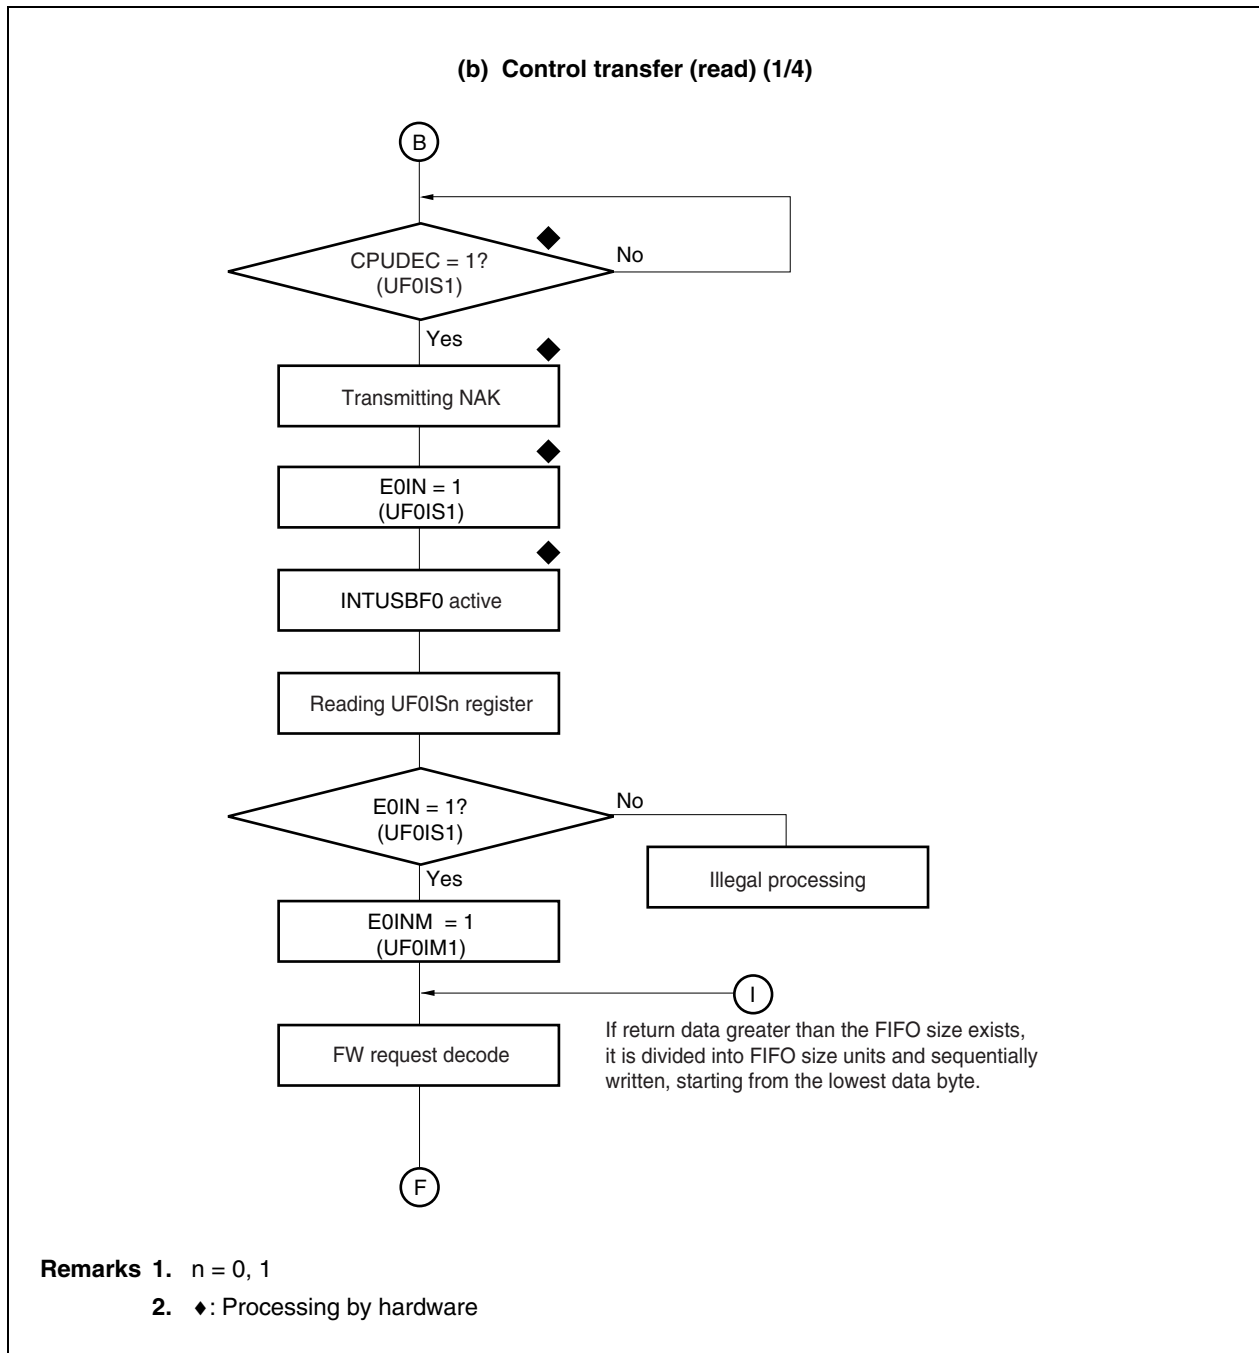 (b) Control transfer (read) (1/4)
B
CPUDEC = 1?
(UF0IS1)
No
Yes
Transmitting NAK
E0IN = 1
(UF0IS1)
INTUSBF0 active
Reading UF0ISn register
E0IN = 1?
(UF0IS1)
No
Illegal processing
Yes
E0INM = 1
(UF0IM1)
I
If return data greater than the FIFO size exists,
it is divided into FIFO size units and sequentially
written, starting from the lowest data byte.
FW request decode
F
Remarks 1. n = 0, 1
2. ♦: Processing by hardware